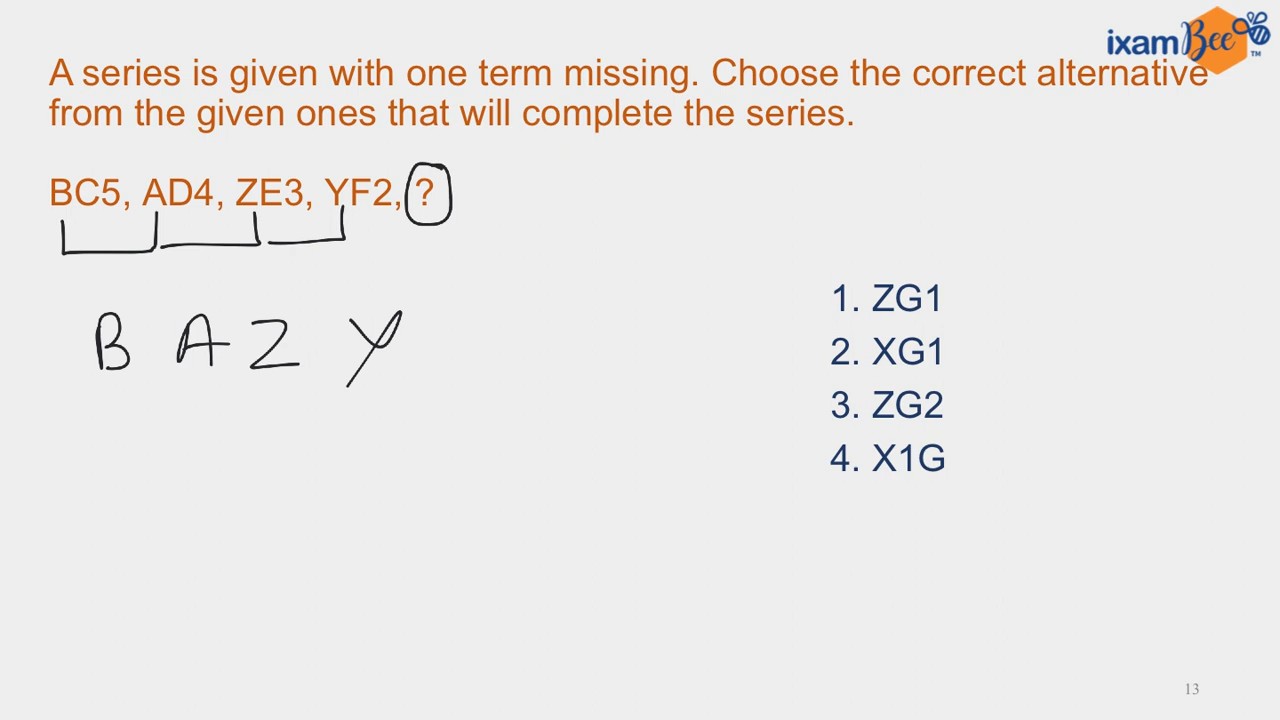 ixamBee™
A series is given with one term missing. Choose the correct alternative
from the given ones that will complete the series.
BC5, AD4, ZE3, YF2, ?
B A Z Y
1. ZG1
2. XG1
3. ZG2
4. X1G
13